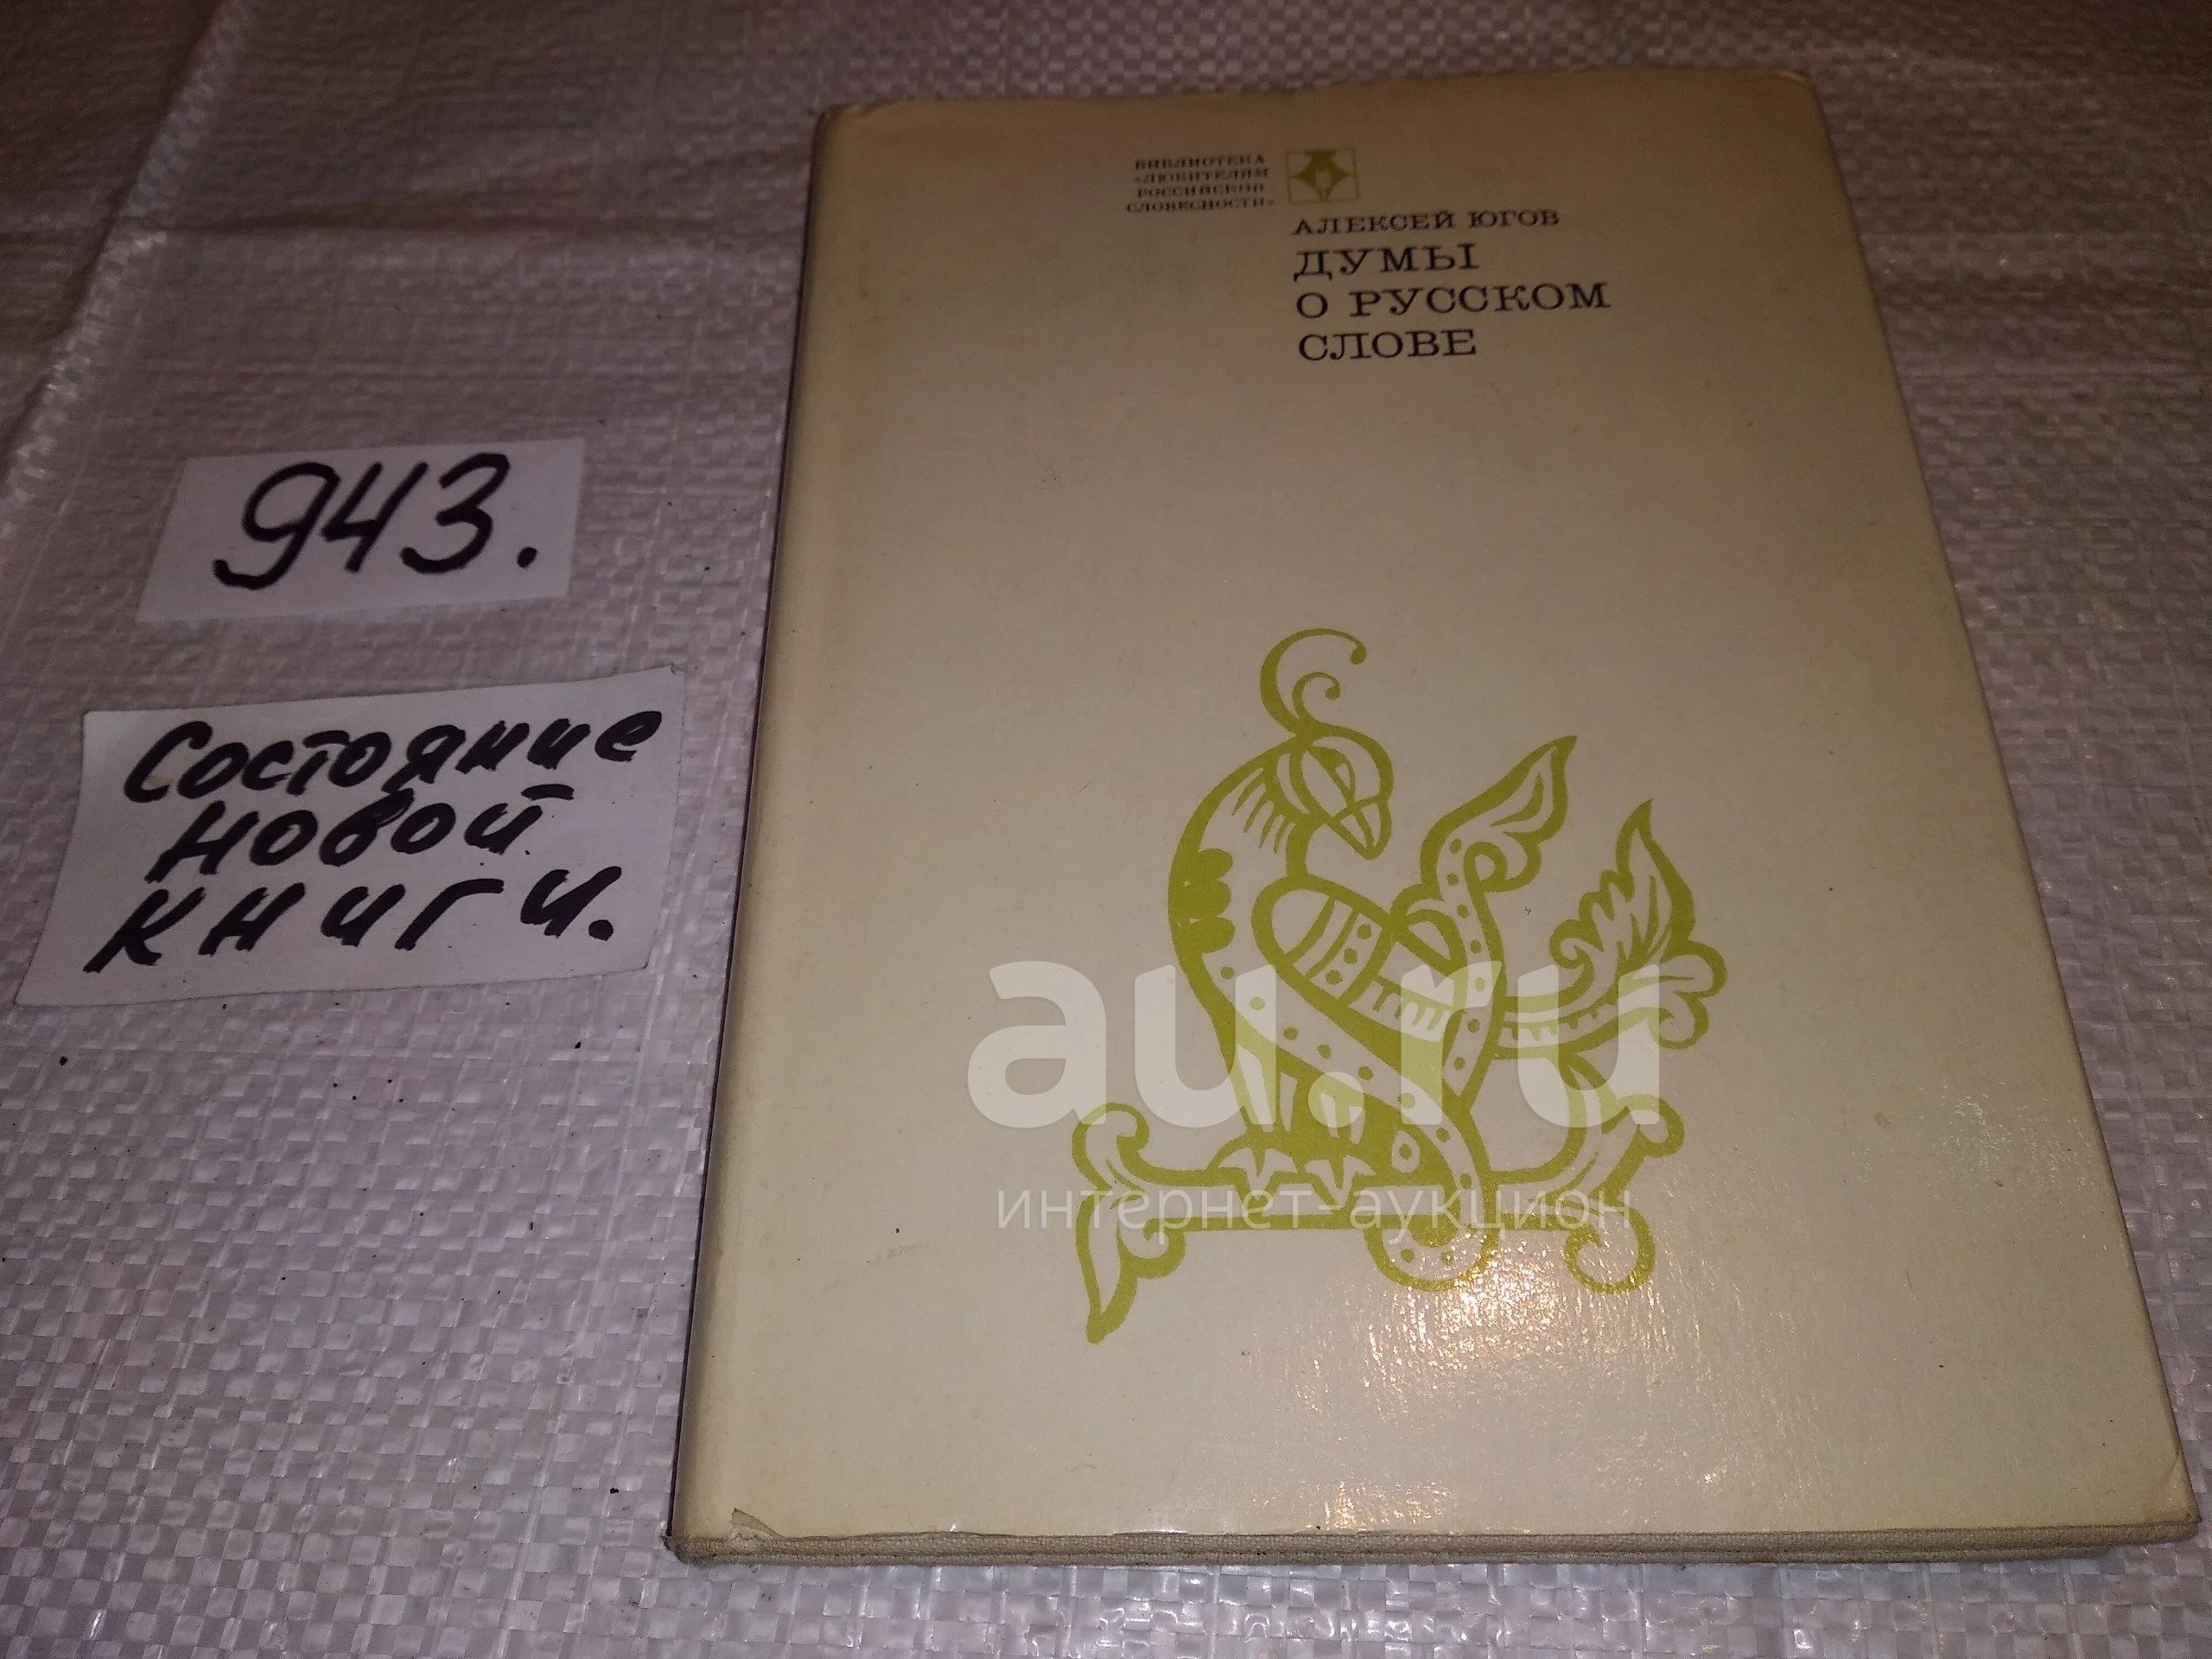 БИБЛИОТЕКА
«ЛЮБИТЕЛЯМ
РОССИЙСКОЙ
СЛОВЕСНОСТИ»
АЛЕКСЕЙ ЮГОВ
ДУМЫ
О РУССКОМ
СЛОВЕ
943.
Состояние
новой
книги.
au.ru
интернет-аукцион